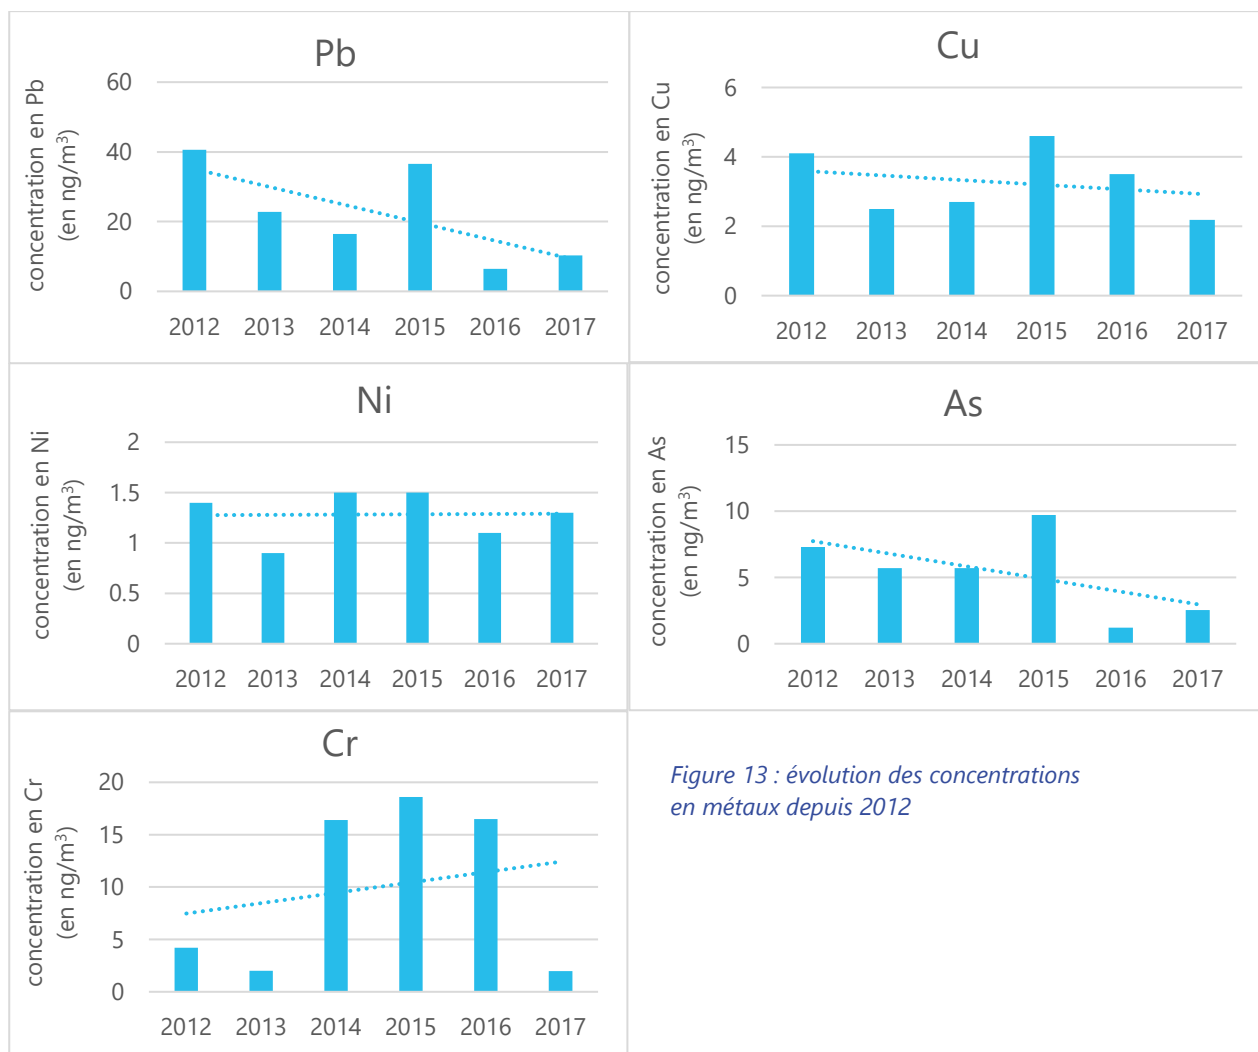 Pb
concentration en Pb
(en ng/m³)
60
40
20
0
2012 2013 2014 2015 2016 2017
Cu
concentration en Cu
(en ng/m³)
6
4
2
0
2012 2013 2014 2015 2016 2017
Ni
concentration en Ni
(en ng/m³)
2
1.5
1
0.5
0
2012 2013 2014 2015 2016 2017
As
concentration en As
(en ng/m³)
15
10
5
0
2012 2013 2014 2015 2016 2017
Cr
concentration en Cr
(en ng/m³)
20
15
10
5
0
2012 2013 2014 2015 2016 2017
Figure 13 : évolution des concentrations
en métaux depuis 2012